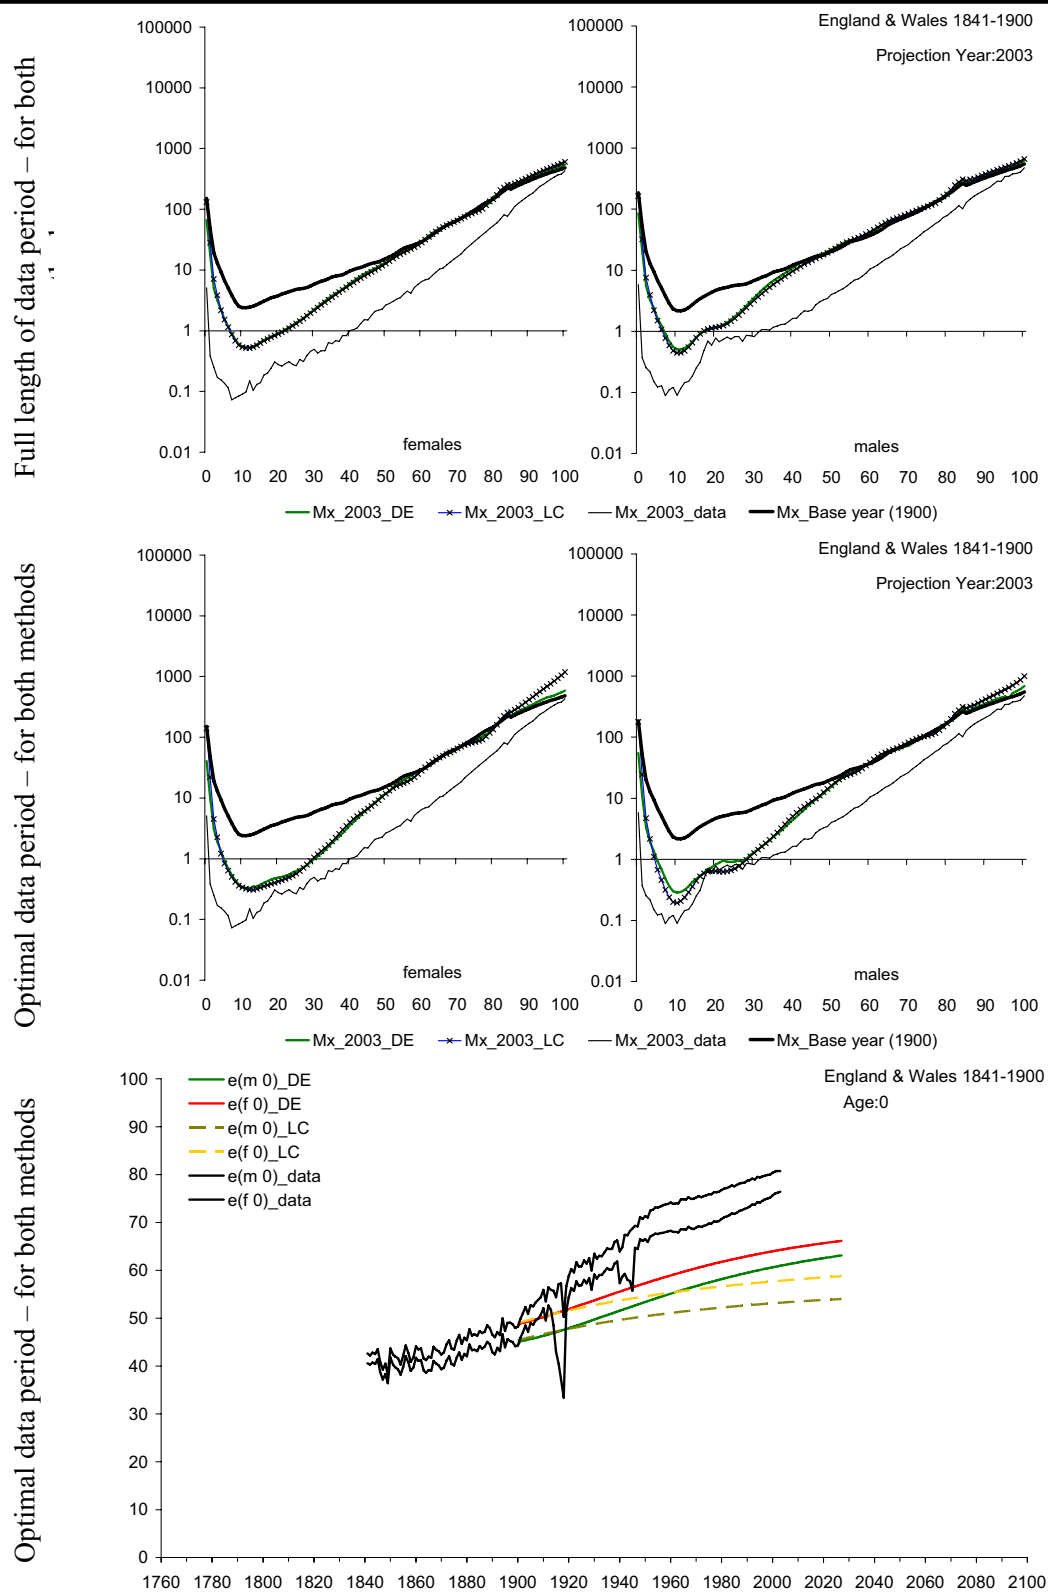 Full length of data period – for both
England & Wales 1841-1900
Projection Year:2003
100000
10000
1000
100
10
1
0.1
0.01
females
0 10 20 30 40 50 60 70 80 90 100
100000
10000
1000
100
10
1
0.1
0.01
males
0 10 20 30 40 50 60 70 80 90 100
Mx_2003_DE Mx_2003_LC Mx_2003_data Mx_Base year (1900)
Optimal data period – for both methods
England & Wales 1841-1900
Projection Year:2003
100000
10000
1000
100
10
1
0.1
0.01
females
0 10 20 30 40 50 60 70 80 90 100
100000
10000
1000
100
10
1
0.1
0.01
males
0 10 20 30 40 50 60 70 80 90 100
Mx_2003_DE Mx_2003_LC Mx_2003_data Mx_Base year (1900)
Optimal data period – for both methods
England & Wales 1841-1900
Age:0
e(m 0)_DE
e(f 0)_DE
e(m 0)_LC
e(f 0)_LC
e(m 0)_data
e(f 0)_data
100
90
80
70
60
50
40
30
20
10
0
1760 1780 1800 1820 1840 1860 1880 1900 1920 1940 1960 1980 2000 2020 2040 2060 2080 2100